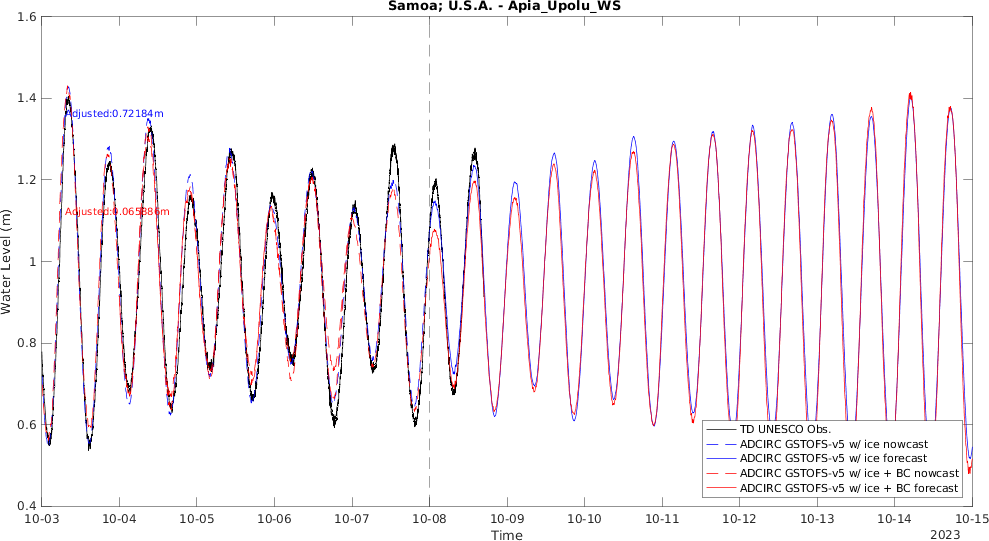 Samoa; U.S.A. - Apia_Upolu_WS
Water Level (m)
1.6
1.4
1.2
1
0.8
0.6
0.4
Adjusted:0.72184m
Adjusted:0.065386m
TD UNESCO Obs.
ADCIRC GSTOFS-v5 w/ ice nowcast
ADCIRC GSTOFS-v5 w/ ice forecast
ADCIRC GSTOFS-v5 w/ ice + BC nowcast
ADCIRC GSTOFS-v5 w/ ice + BC forecast
10-03 10-04 10-05 10-06 10-07 10-08 10-09 10-10 10-11 10-12 10-13 10-14 10-15
Time
2023